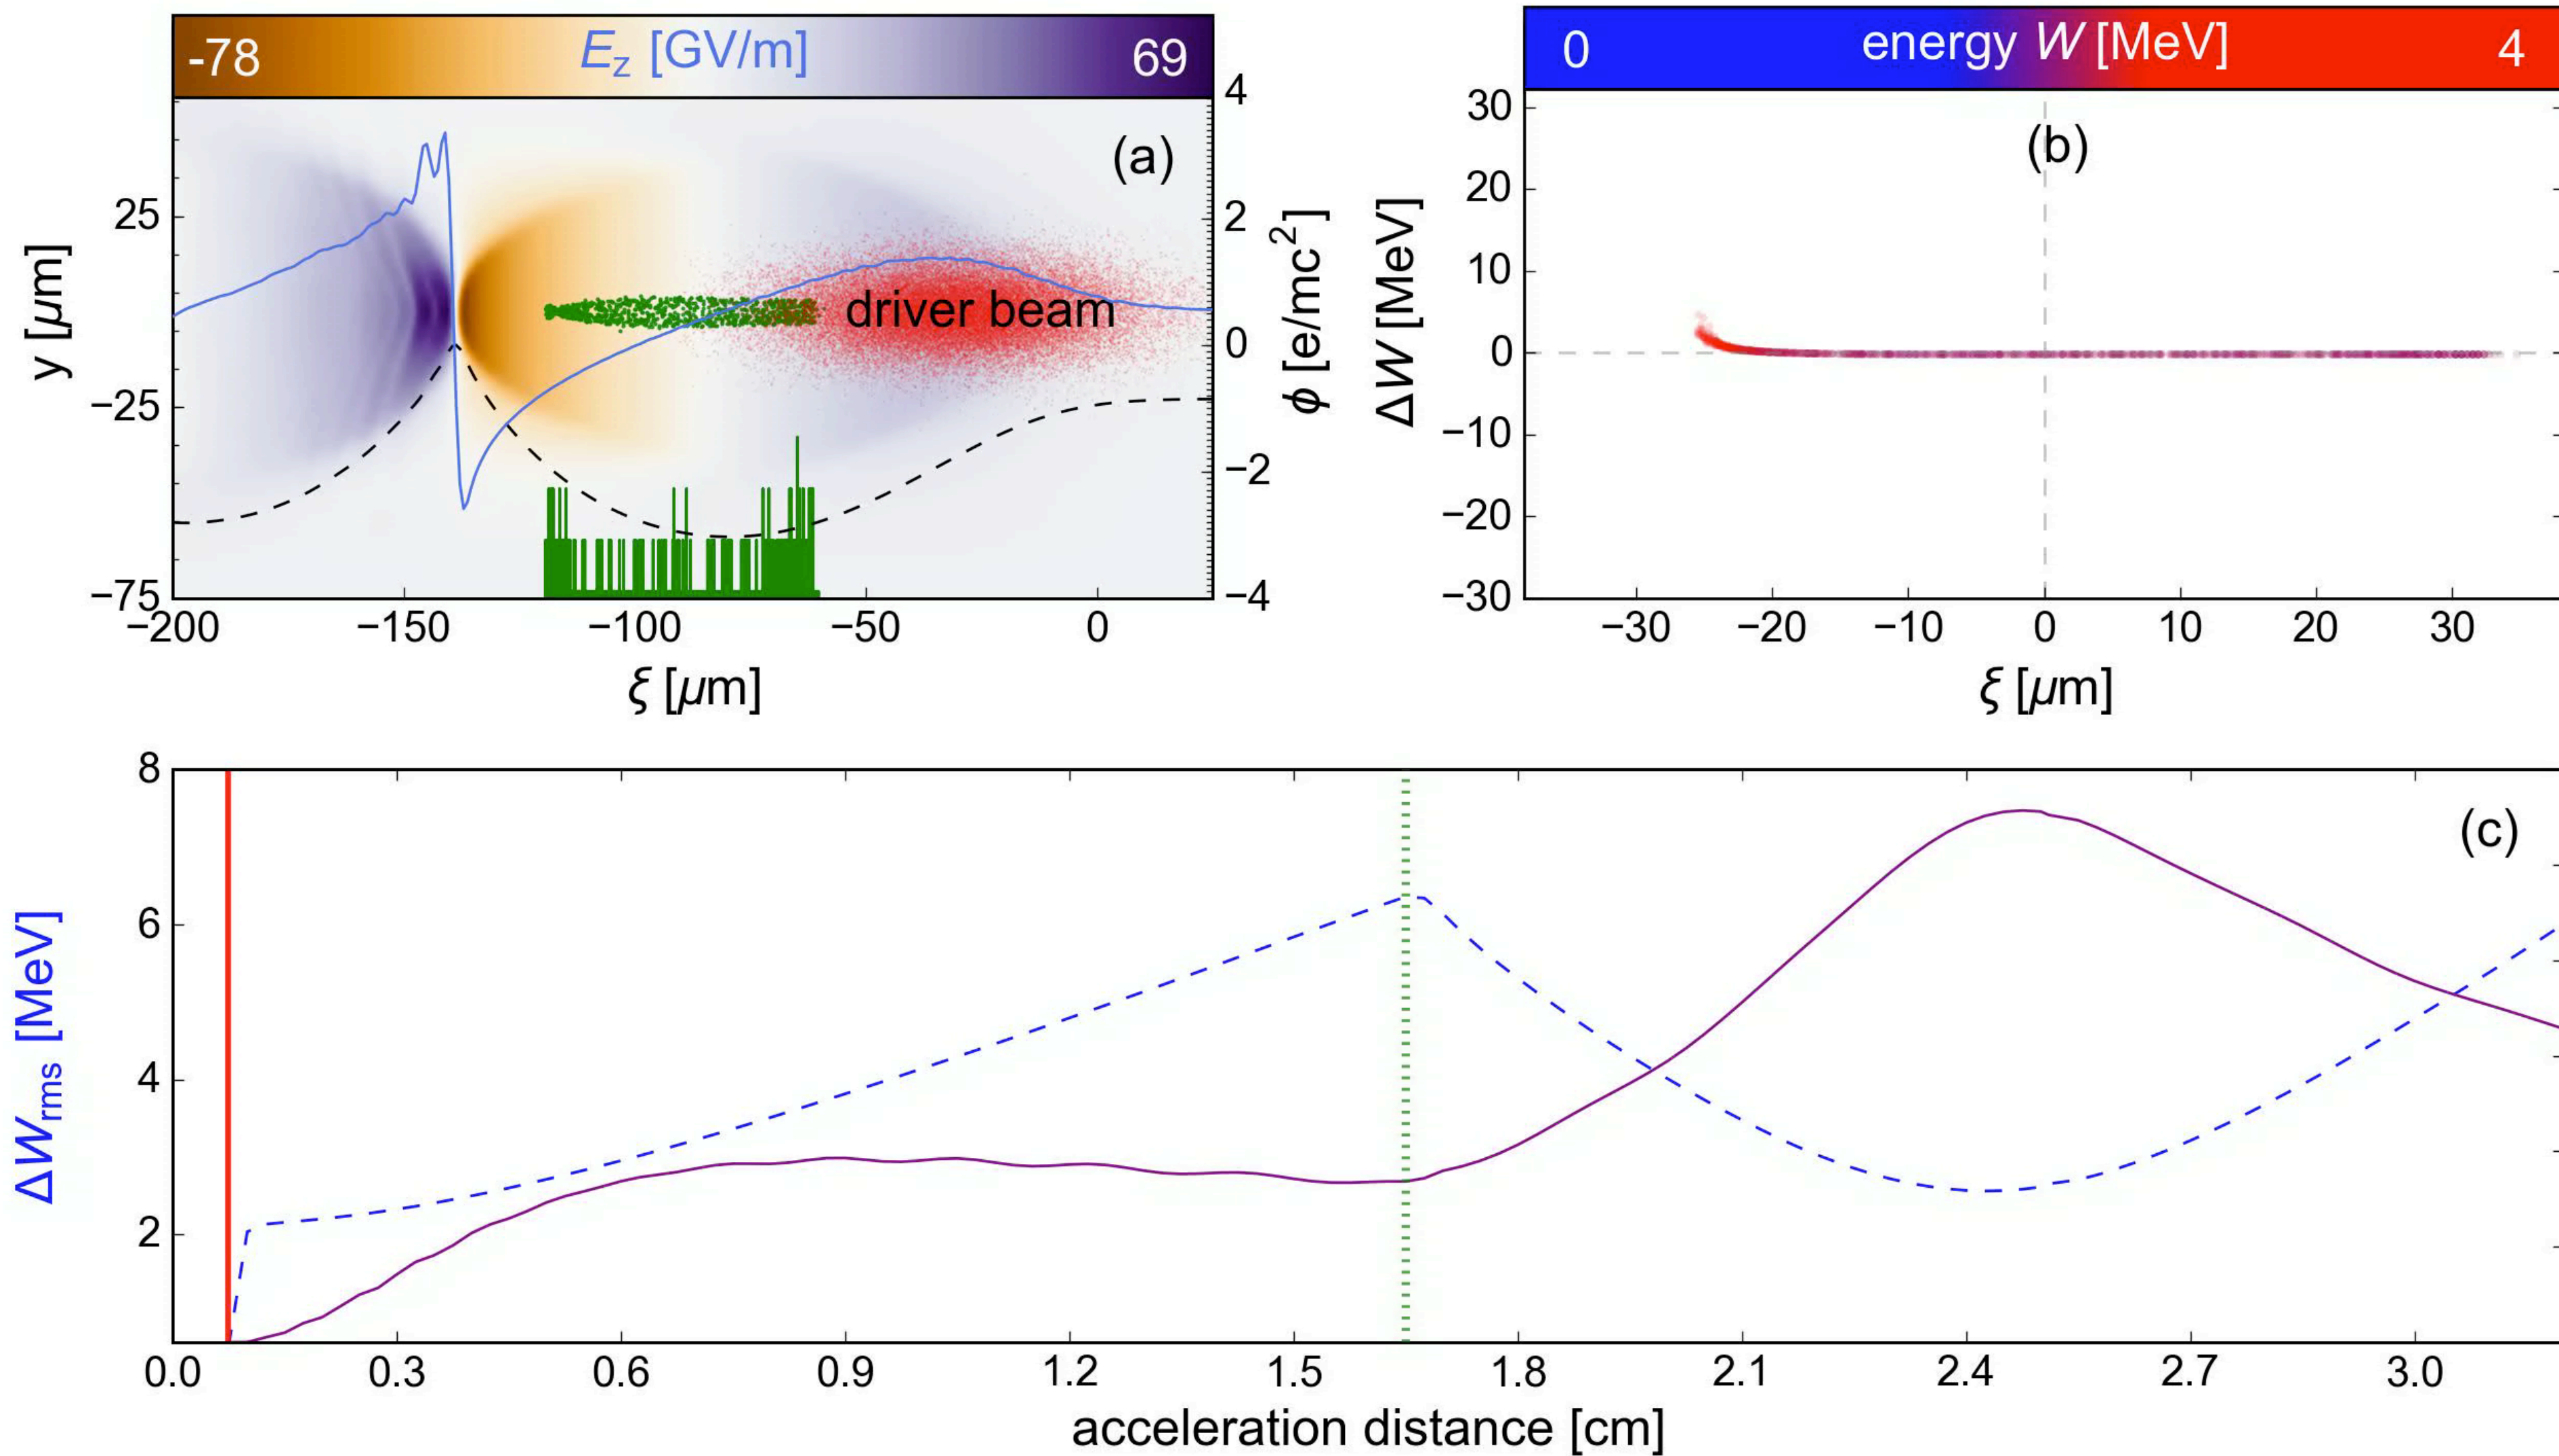 -78 E_z [GV/m] 69
(a)
driver beam
25
−25
−75
y [μm]
4
2
0
−2
−4
ϕ [e/mc²]
−200 −150 −100 −50 0
ξ [μm]
0 energy W [MeV] 4
(b)
30
20
10
0
−10
−20
−30
ΔW [MeV]
−30 −20 −10 0 10 20 30
ξ [μm]
(c)
8
6
4
2
ΔW_rms [MeV]
0.0 0.3 0.6 0.9 1.2 1.5 1.8 2.1 2.4 2.7 3.0
acceleration distance [cm]